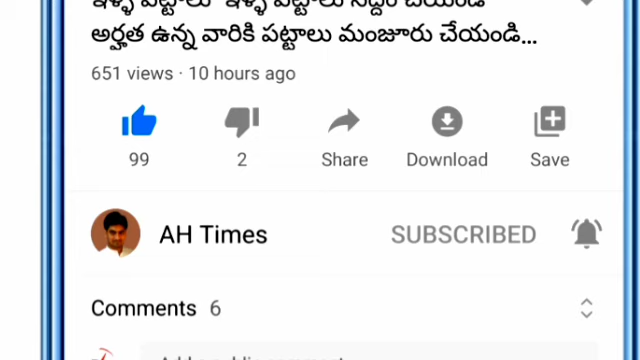 అర్హత ఉన్న వారికి పట్టాలు మంజూరు చేయండి...
651 views · 10 hours ago
99
2
Share
Download
Save
AH Times
SUBSCRIBED
Comments 6